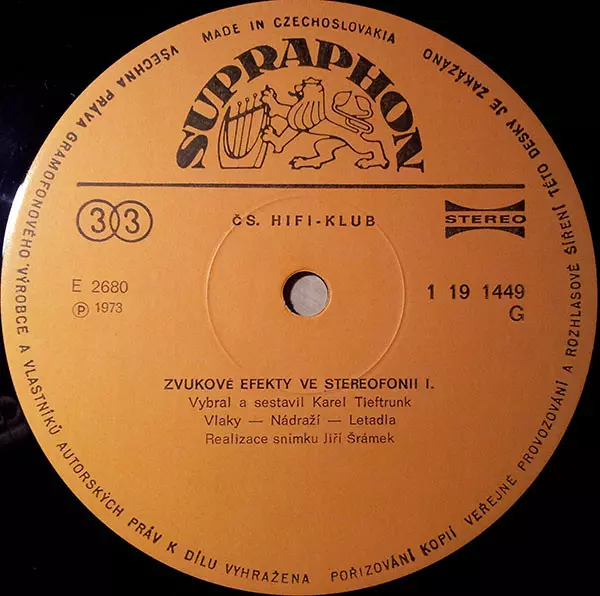 MADE IN CZECHOSLOVAKIA
VŠECHNA PRÁVA GRAMOFONOVÉHO VÝROBCE A VLASTNÍKŮ AUTORSKÝCH PRÁV K DÍLU VYHRAŽENA
POŘIZOVÁNÍ KOPIÍ VEŘEJNÉ PROVOZOVÁNÍ A ROZHLASOVÉ ŠÍŘENÍ TÉTO DESKY JE ZAKÁZÁNO
SUPRAPHON
33
ČS. HIFI-KLUB
STEREO
E 2680
Ⓟ 1973
1 19 1449
G
ZVUKOVÉ EFEKTY VE STEREOFONII I.
Vybral a sestavil Karel Tieftrunk
Vlaky — Nádraží — Letadla
Realizace snímku Jiří Šrámek